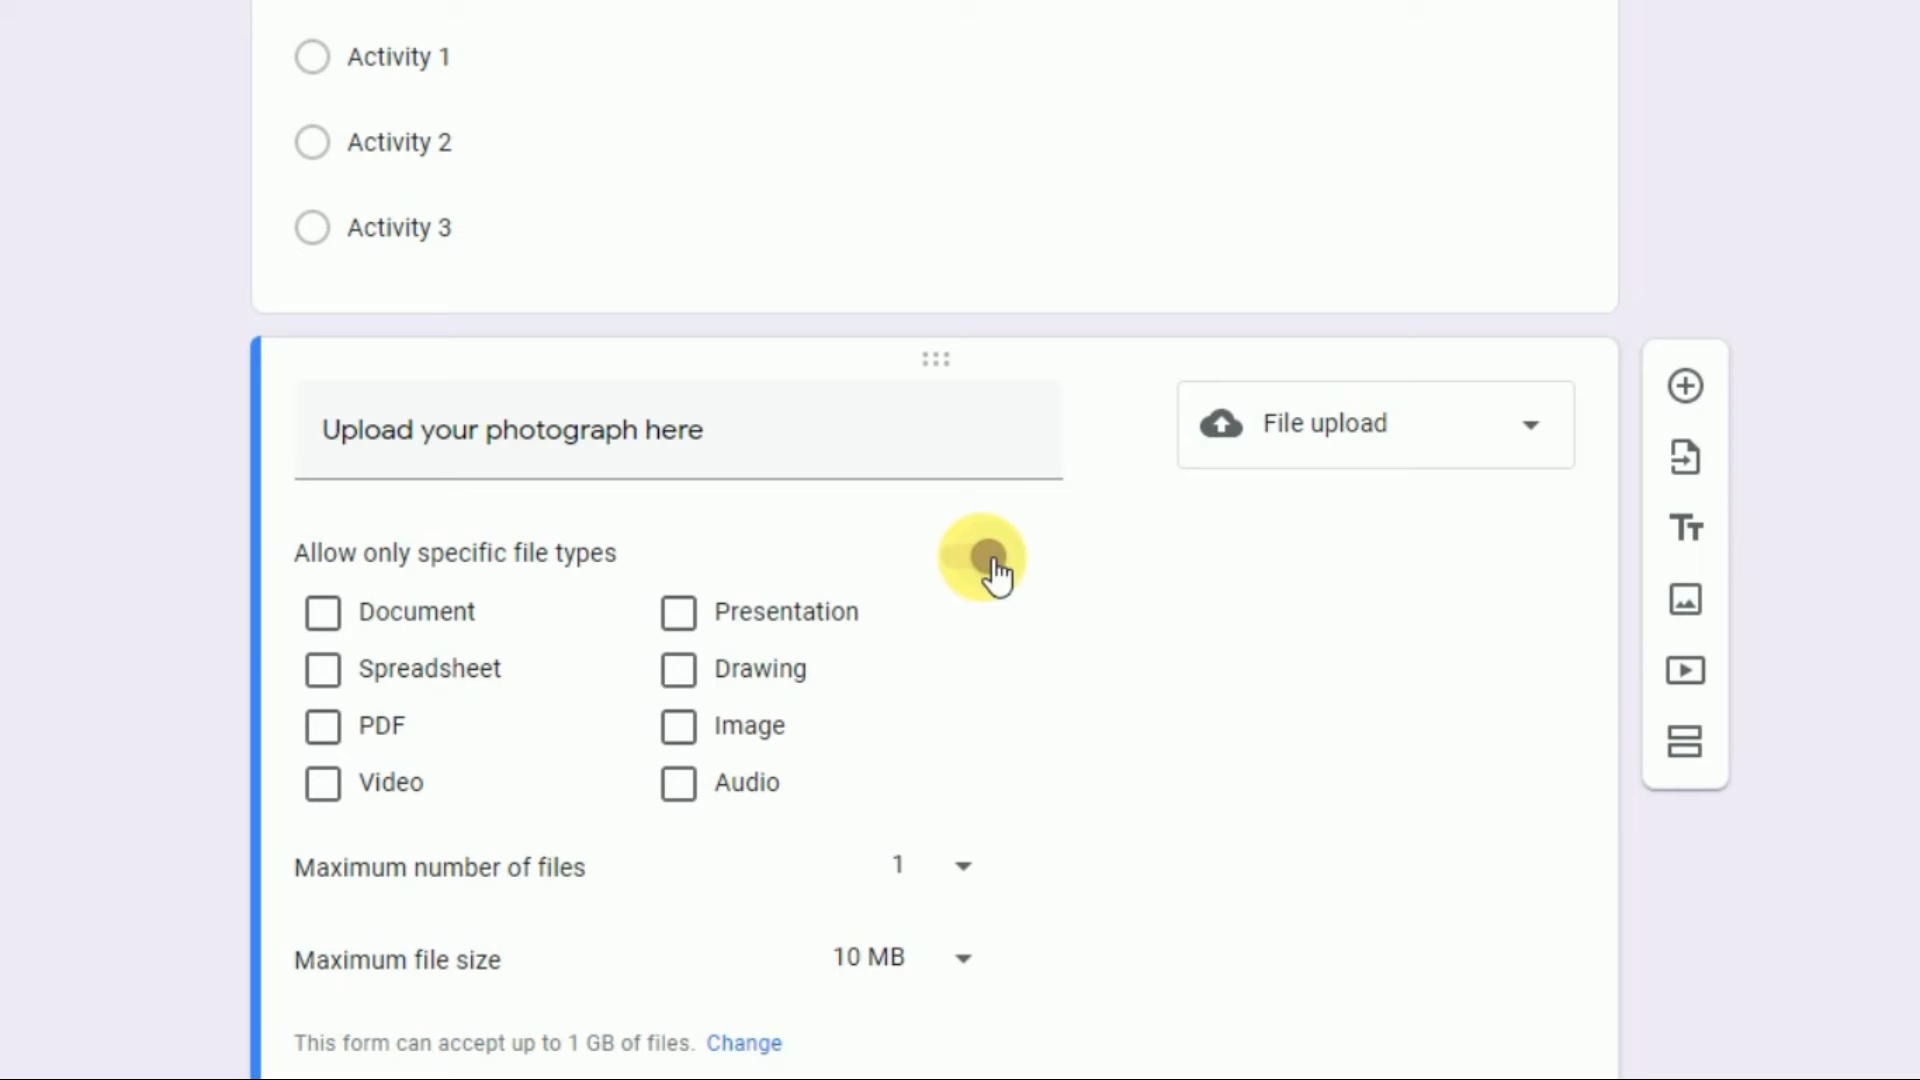 Activity 1
Activity 2
Activity 3
Upload your photograph here
File upload
Allow only specific file types
Document
Presentation
Spreadsheet
Drawing
PDF
Image
Video
Audio
Maximum number of files 1
Maximum file size 10 MB
This form can accept up to 1 GB of files. Change